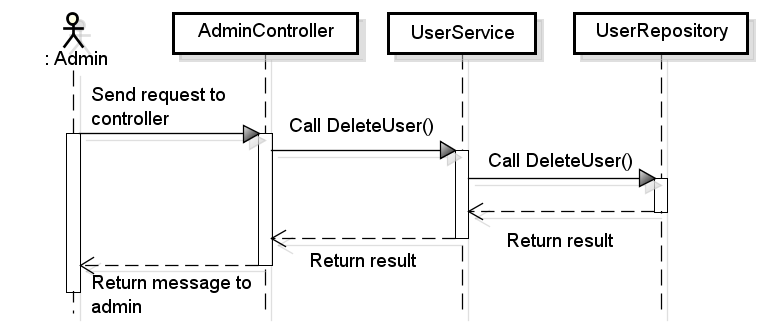 AdminController
UserService
UserRepository
: Admin
Send request to
controller
Call DeleteUser()
Call DeleteUser()
Return result
Return result
Return message to
admin